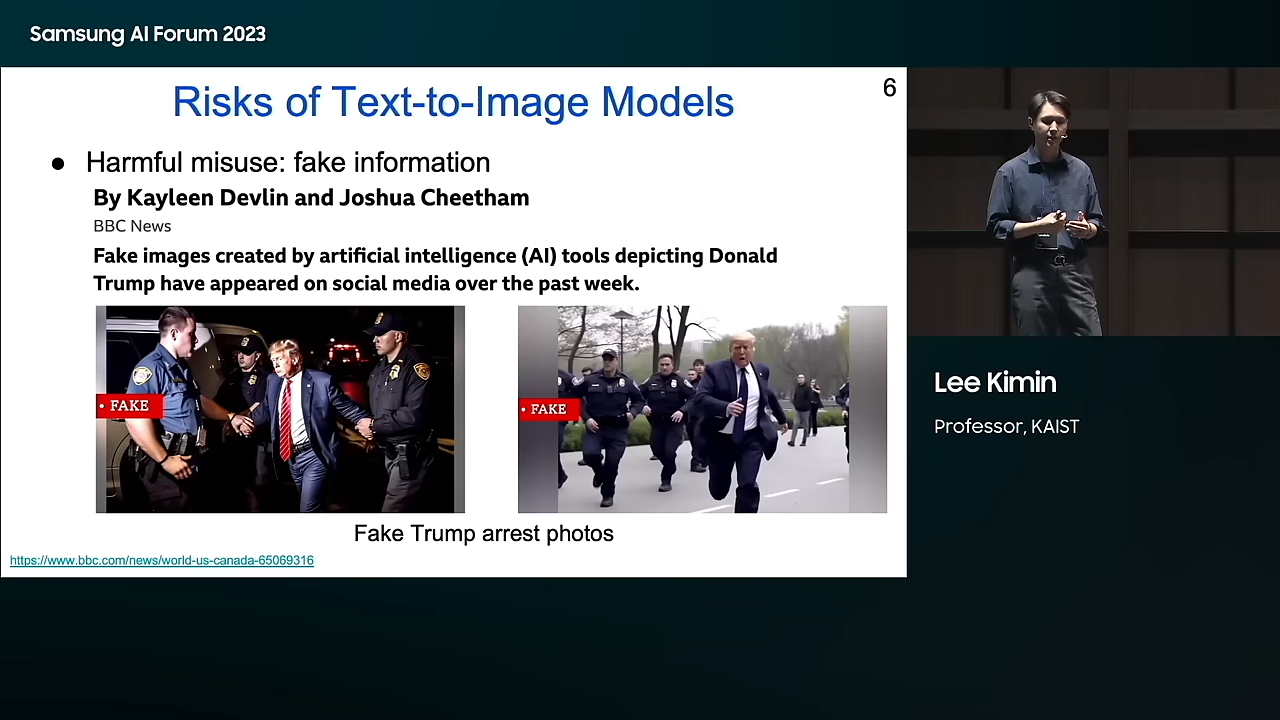 Samsung AI Forum 2023
Risks of Text-to-Image Models
6
● Harmful misuse: fake information
By Kayleen Devlin and Joshua Cheetham
BBC News
Fake images created by artificial intelligence (AI) tools depicting Donald
Trump have appeared on social media over the past week.
• FAKE
• FAKE
Fake Trump arrest photos
https://www.bbc.com/news/world-us-canada-65069316
Lee Kimin
Professor, KAIST